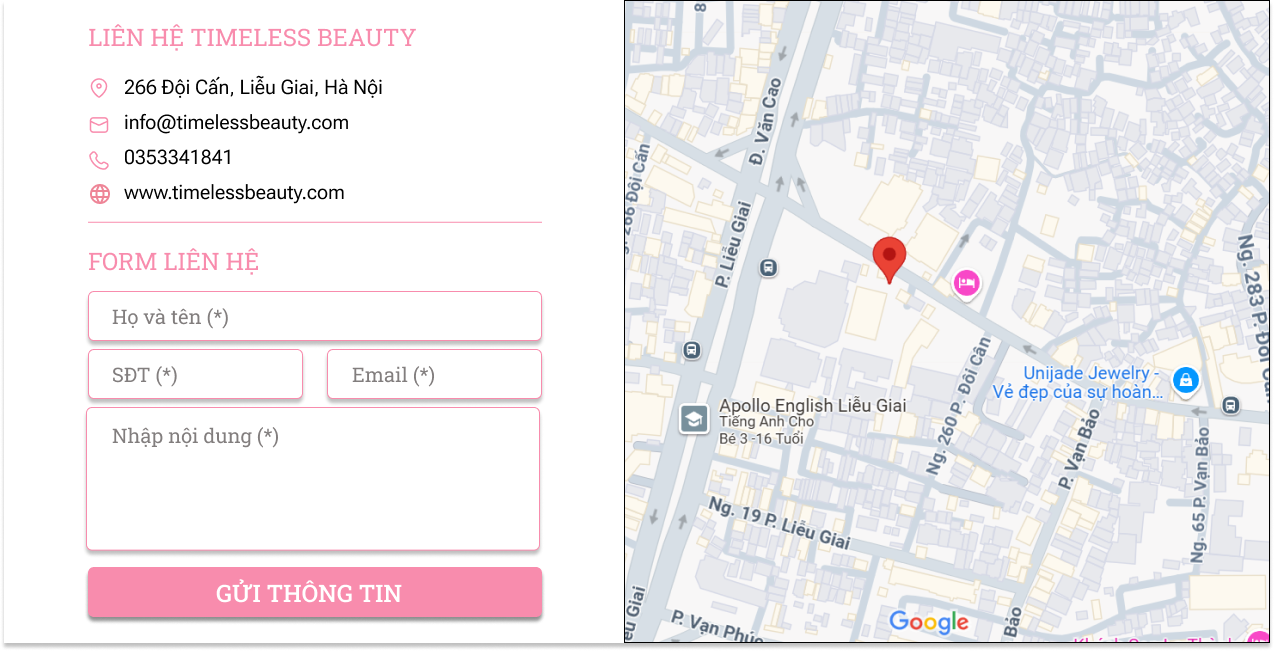 LIÊN HỆ TIMELESS BEAUTY
266 Đội Cấn, Liễu Giai, Hà Nội
info@timelessbeauty.com
0353341841
www.timelessbeauty.com
FORM LIÊN HỆ
Họ và tên (*)
SĐT (*)
Email (*)
Nhập nội dung (*)
GỬI THÔNG TIN
Đ. Văn Cao
266 Đội Cấn
P. Liễu Giai
Ng. 283 P. Đội
Unijade Jewelry -
Vẻ đẹp của sự hoàn...
Apollo English Liễu Giai
Tiếng Anh Cho
Bé 3 -16 Tuổi
Ng. 260 P. Đội Cấn
P. Vạn Bảo
Ng. 65 P. Vạn Bảo
Ng. 19 P. Liễu Giai
Giai
P. Vạn Phúc
Bảo
Google